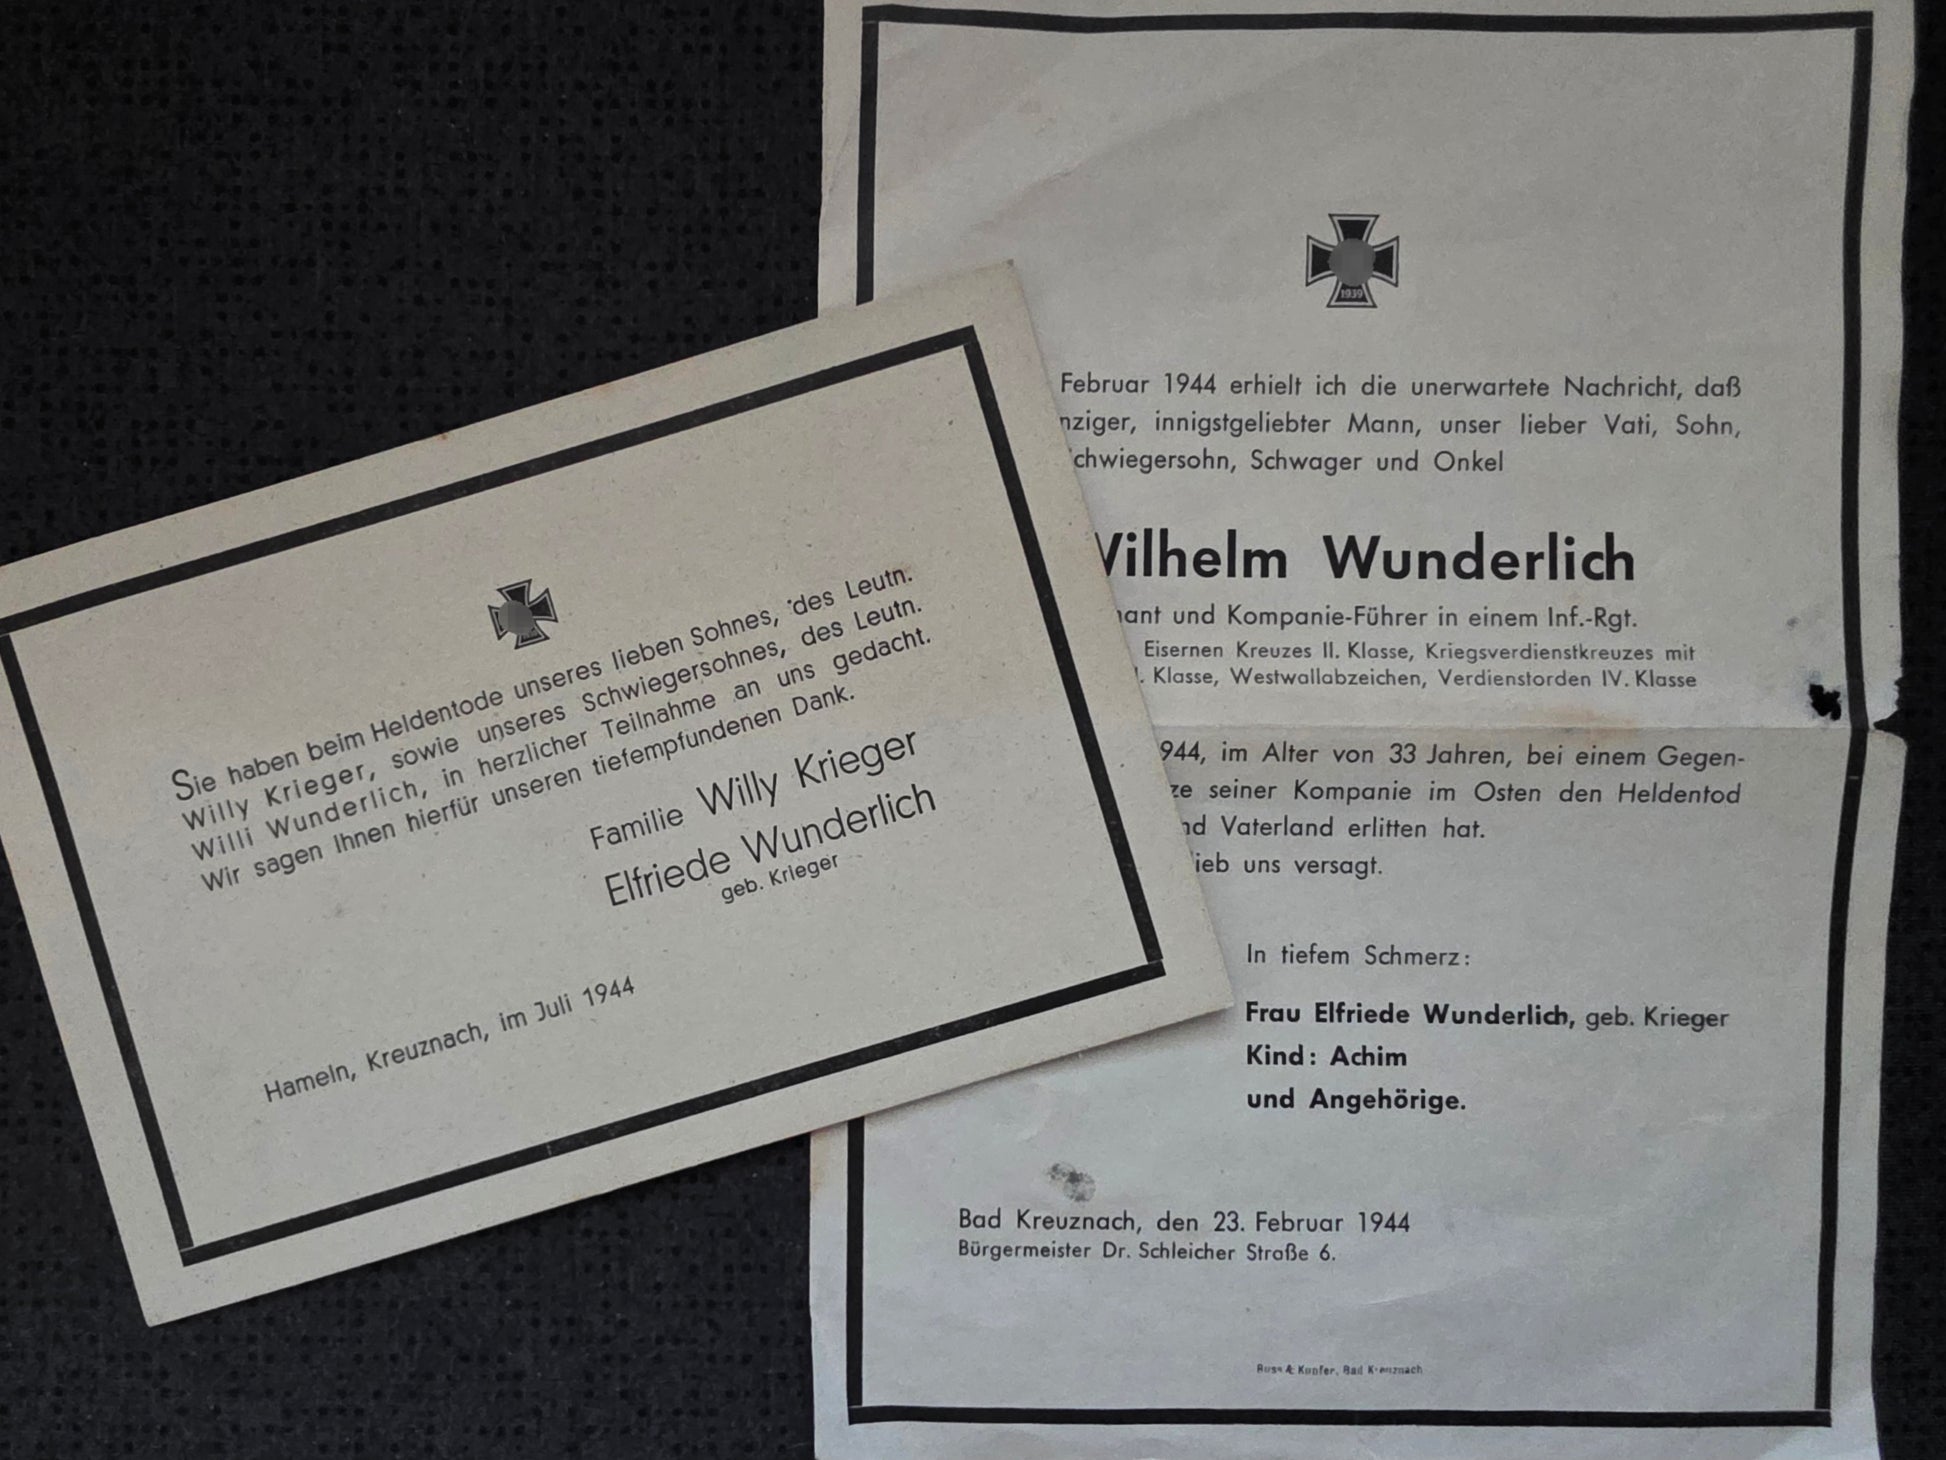 Sie haben beim Heldentode unseres lieben Sohnes, des Leutn.
Willy Krieger, sowie unseres Schwiegersohnes, des Leutn.
Willi Wunderlich, in herzlicher Teilnahme an uns gedacht.
Wir sagen Ihnen hierfür unseren tiefempfundenen Dank.
Familie Willy Krieger
Elfriede Wunderlich
geb. Krieger
Hameln, Kreuznach, im Juli 1944
1939
Februar 1944 erhielt ich die unerwartete Nachricht, daß
nziger, innigstgeliebter Mann, unser lieber Vati, Sohn,
chwiegersohn, Schwager und Onkel
Wilhelm Wunderlich
nant und Kompanie-Führer in einem Inf.-Rgt.
Eisernen Kreuzes II. Klasse, Kriegsverdienstkreuzes mit
I. Klasse, Westwallabzeichen, Verdienstorden IV. Klasse
944, im Alter von 33 Jahren, bei einem Gegen-
ze seiner Kompanie im Osten den Heldentod
nd Vaterland erlitten hat.
ieb uns versagt.
In tiefem Schmerz:
Frau Elfriede Wunderlich, geb. Krieger
Kind: Achim
und Angehörige.
Bad Kreuznach, den 23. Februar 1944
Bürgermeister Dr. Schleicher Straße 6.
Bad Kreuznach